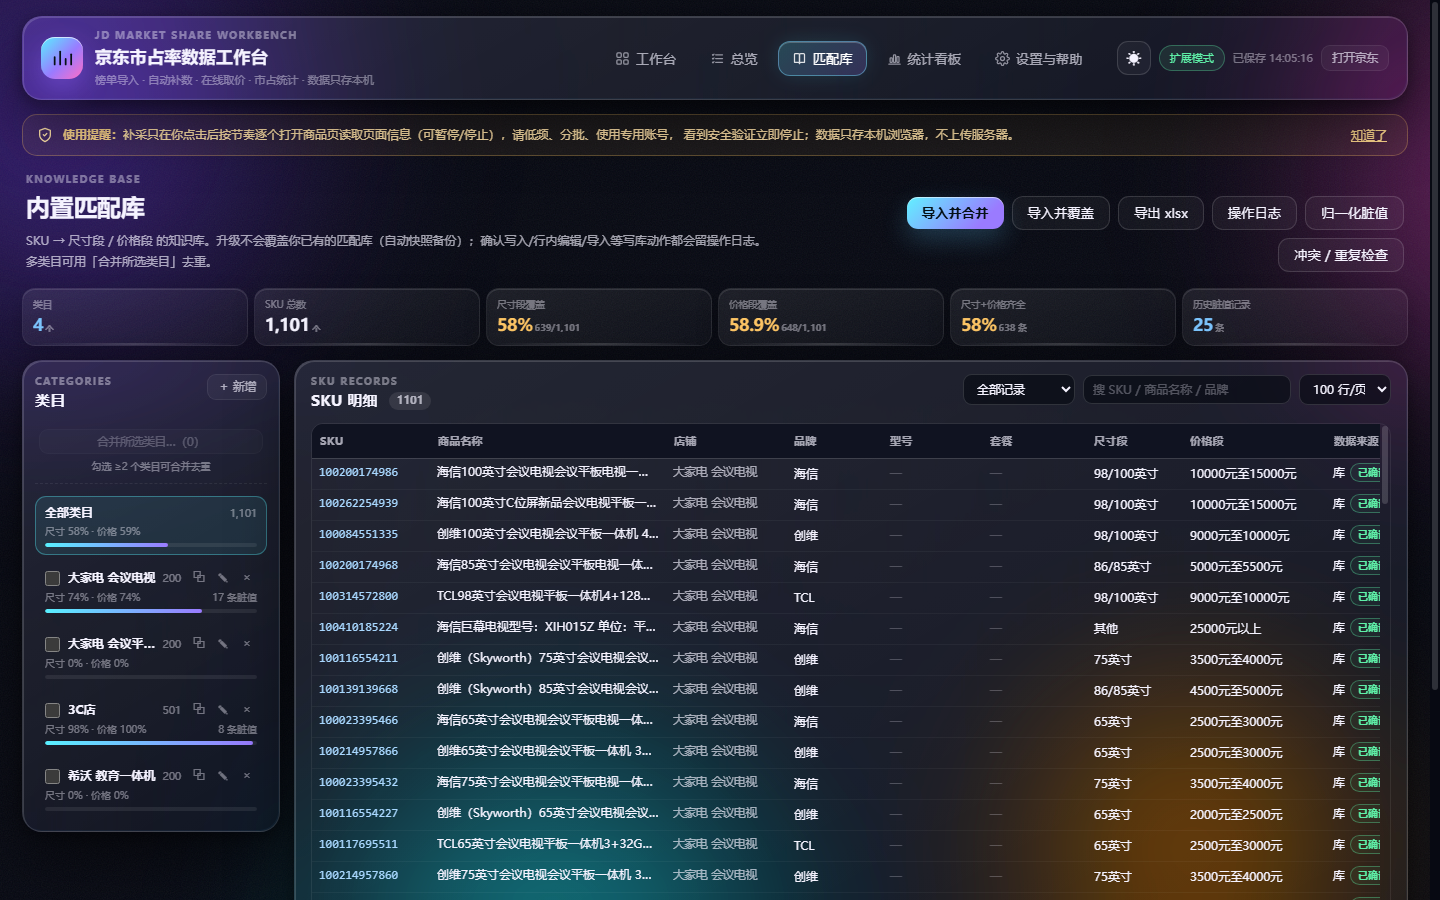 JD MARKET SHARE WORKBENCH
京东市占率数据工作台
榜单导入 · 自动补数 · 在线取价 · 市占统计 · 数据只存本机
工作台 总览 匹配库 统计看板 设置与帮助 扩展模式 已保存 14:05:16 打开京东
使用提醒：补采只在你点击后按节奏逐个打开商品页读取页面信息（可暂停/停止），请低频、分批、使用专用账号， 看到安全验证立即停止；数据只存本机浏览器，不上传服务器。 知道了
KNOWLEDGE BASE
内置匹配库
SKU → 尺寸段 / 价格段 的知识库。升级不会覆盖你已有的匹配库（自动快照备份）；确认写入/行内编辑/导入等写库动作都会留操作日志。
多类目可用「合并所选类目」去重。
导入并合并 导入并覆盖 导出 xlsx 操作日志 归一化脏值
冲突 / 重复检查
类目 SKU 总数 尺寸段覆盖 价格段覆盖 尺寸+价格齐全 历史脏值记录
4个 1,101个 58% 639/1,101 58.9% 648/1,101 58% 638 条 25条
CATEGORIES
类目
+ 新增
合并所选类目... (0)
勾选 ≥2 个类目可合并去重
全部类目 1,101
尺寸 58% · 价格 59%
大家电 会议电视 200
尺寸 74% · 价格 74% 17 条脏值
大家电 会议平... 200
尺寸 0% · 价格 0%
3C店 501
尺寸 98% · 价格 100% 8 条脏值
希沃 教育一体机 200
尺寸 0% · 价格 0%
SKU RECORDS
SKU 明细 1101
全部记录 搜 SKU / 商品名称 / 品牌 100 行/页
SKU 商品名称 店铺 品牌 型号 套餐 尺寸段 价格段 数据来源
100200174986 海信100英寸会议电视会议平板电视一... 大家电 会议电视 海信 — — 98/100英寸 10000元至15000元 库 已确
100262254939 海信100英寸C位屏新品会议电视平板一... 大家电 会议电视 海信 — — 98/100英寸 10000元至15000元 库 已确
100084551335 创维100英寸会议电视会议平板一体机 4... 大家电 会议电视 创维 — — 98/100英寸 9000元至10000元 库 已确
100200174968 海信85英寸会议电视会议平板电视一体... 大家电 会议电视 海信 — — 86/85英寸 5000元至5500元 库 已确
100314572800 TCL98英寸会议电视平板一体机4+128... 大家电 会议电视 TCL — — 98/100英寸 9000元至10000元 库 已确
100410185224 海信巨幕电视型号：XIH015Z 单位：平... 大家电 会议电视 海信 — — 其他 25000元以上 库 已确
100116554211 创维（Skyworth）75英寸会议电视会议... 大家电 会议电视 创维 — — 75英寸 3500元至4000元 库 已确
100139139668 创维（Skyworth）85英寸会议电视会议... 大家电 会议电视 创维 — — 86/85英寸 4500元至5000元 库 已确
100023395466 海信65英寸会议电视会议平板电视一体... 大家电 会议电视 海信 — — 65英寸 2500元至3000元 库 已确
100214957866 创维65英寸会议电视会议平板一体机 3... 大家电 会议电视 创维 — — 65英寸 2500元至3000元 库 已确
100023395432 海信75英寸会议电视会议平板电视一体... 大家电 会议电视 海信 — — 75英寸 3500元至4000元 库 已确
100116554227 创维（Skyworth）65英寸会议电视会议... 大家电 会议电视 创维 — — 65英寸 2000元至2500元 库 已确
100117695511 TCL65英寸会议电视平板一体机3+32G... 大家电 会议电视 TCL — — 65英寸 2500元至3000元 库 已确
100214957860 创维75英寸会议电视会议平板一体机 3... 大家电 会议电视 创维 — — 75英寸 3500元至4000元 库 已确